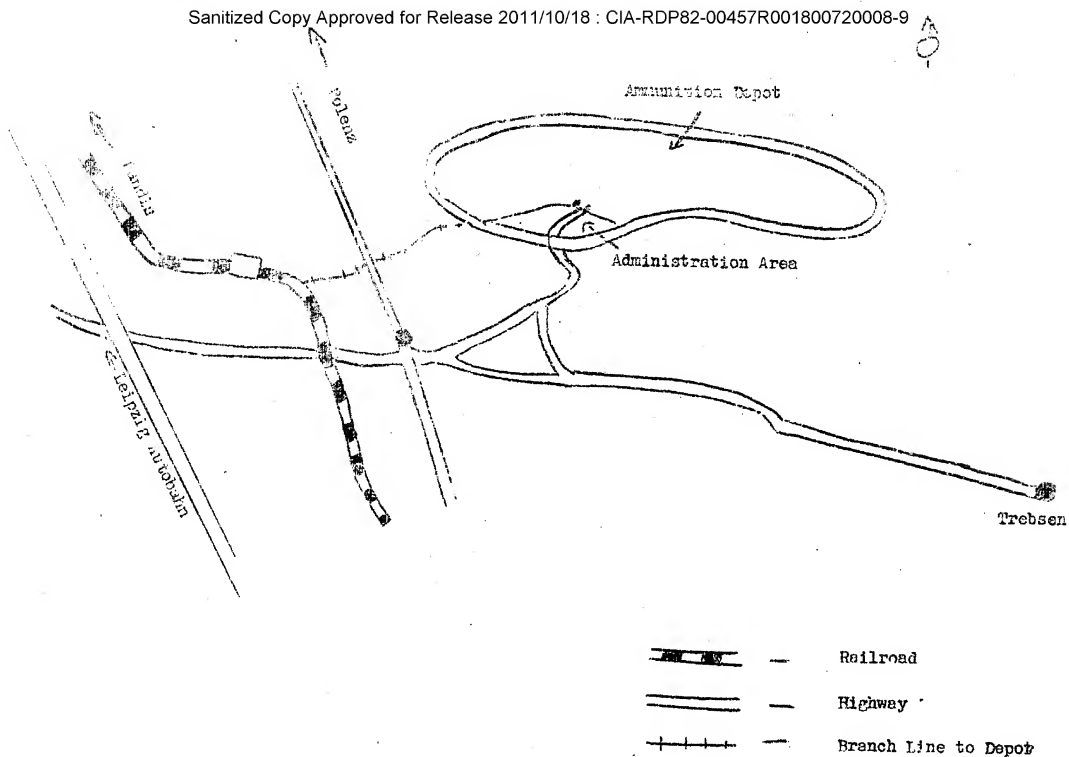 Sanitized Copy Approved for Release 2011/10/18 : CIA-RDP82-00457R001800720008-9
Ammunition Depot
Polenz
Administration Area
Leipzig Autobahn
Trebsen
Railroad
Highway
Branch Line to Depot